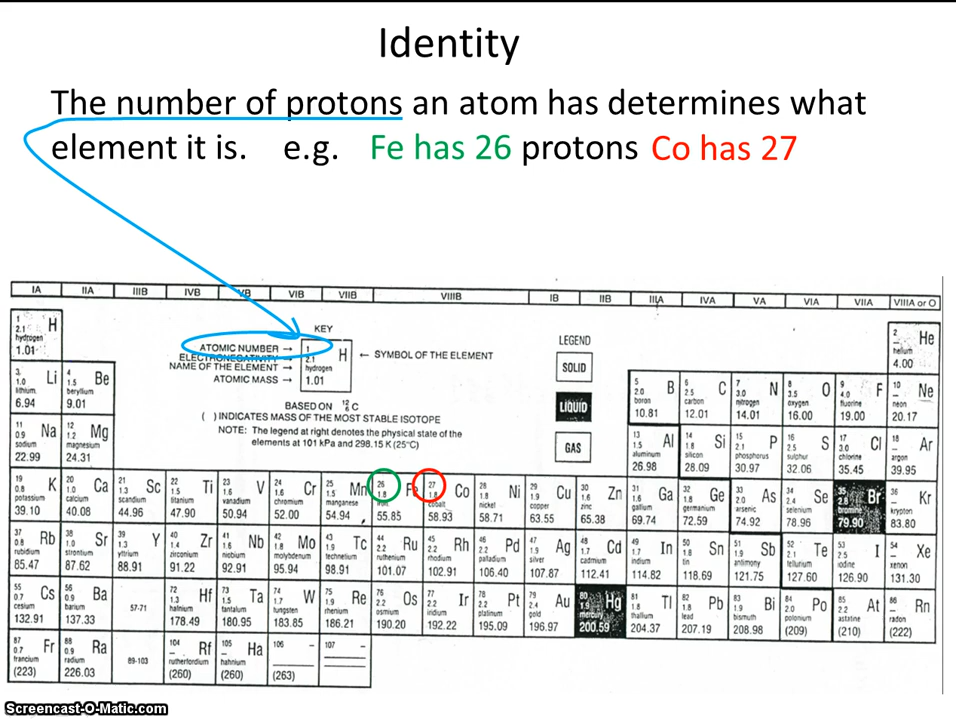 Identity
The number of protons an atom has determines what
element it is. e.g. Fe has 26 protons Co has 27
IA IIA IIIB IVB VB VIB VIIB VIIIB IB IIB IIIA IVA VA VIA VIIA VIIIA or O
KEY
ATOMIC NUMBER → 1
ELECTRONEGATIVITY → 2.1 H ← SYMBOL OF THE ELEMENT
NAME OF THE ELEMENT → hydrogen
ATOMIC MASS → 1.01
BASED ON 12 6 C
( ) INDICATES MASS OF THE MOST STABLE ISOTOPE
NOTE: The legend at right denotes the physical state of the
elements at 101 kPa and 298.15 K (25°C)
LEGEND
SOLID
LIQUID
GAS
1 H 2 He
2.1 –
hydrogen helium
1.01 4.00
3 Li 4 Be 5 B 6 C 7 N 8 O 9 F 10 Ne
1.0 1.5 2.0 2.5 3.0 3.5 4.0 –
lithium beryllium boron carbon nitrogen oxygen fluorine neon
6.94 9.01 10.81 12.01 14.01 16.00 19.00 20.17
11 Na 12 Mg 13 Al 14 Si 15 P 16 S 17 Cl 18 Ar
0.9 1.2 1.5 1.8 2.1 2.5 3.0 –
sodium magnesium aluminum silicon phosphorus sulphur chlorine argon
22.99 24.31 26.98 28.09 30.97 32.06 35.45 39.95
19 K 20 Ca 21 Sc 22 Ti 23 V 24 Cr 25 Mn 26 Fe 27 Co 28 Ni 29 Cu 30 Zn 31 Ga 32 Ge 33 As 34 Se 35 Br 36 Kr
0.8 1.0 1.3 1.5 1.6 1.6 1.5 1.8 1.8 1.8 1.9 1.6 1.6 1.8 2.0 2.4 2.8 –
potassium calcium scandium titanium vanadium chromium manganese iron cobalt nickel copper zinc gallium germanium arsenic selenium bromine krypton
39.10 40.08 44.96 47.90 50.94 52.00 54.94 55.85 58.93 58.71 63.55 65.38 69.74 72.59 74.92 78.96 79.90 83.80
37 Rb 38 Sr 39 Y 40 Zr 41 Nb 42 Mo 43 Tc 44 Ru 45 Rh 46 Pd 47 Ag 48 Cd 49 In 50 Sn 51 Sb 52 Te 53 I 54 Xe
0.8 1.0 1.3 1.4 1.6 1.8 1.9 2.2 2.2 2.2 1.9 1.7 1.7 1.8 1.9 2.1 2.5 –
rubidium strontium yttrium zirconium niobium molybdenum technetium ruthenium rhodium palladium silver cadmium indium tin antimony tellurium iodine xenon
85.47 87.62 88.91 91.22 92.91 95.94 98.91 101.07 102.91 106.40 107.87 112.41 114.82 118.69 121.75 127.60 126.90 131.30
55 Cs 56 Ba 57-71 72 Hf 73 Ta 74 W 75 Re 76 Os 77 Ir 78 Pt 79 Au 80 Hg 81 Tl 82 Pb 83 Bi 84 Po 85 At 86 Rn
0.7 0.9 1.3 1.5 1.7 1.9 2.2 2.2 2.2 2.4 1.9 1.8 1.8 1.9 2.0 2.2 –
cesium barium hafnium tantalum tungsten rhenium osmium iridium platinum gold mercury thallium lead bismuth polonium astatine radon
132.91 137.33 178.49 180.95 183.85 186.21 190.20 192.22 195.09 196.97 200.59 204.37 207.19 208.98 (209) (210) (222)
87 Fr 88 Ra 89-103 104 Rf 105 Ha 106 – 107 –
0.7 0.9 – – –
francium radium rutherfordium hahnium
(223) 226.03 (260) (260) (263)
Screencast-O-Matic.com